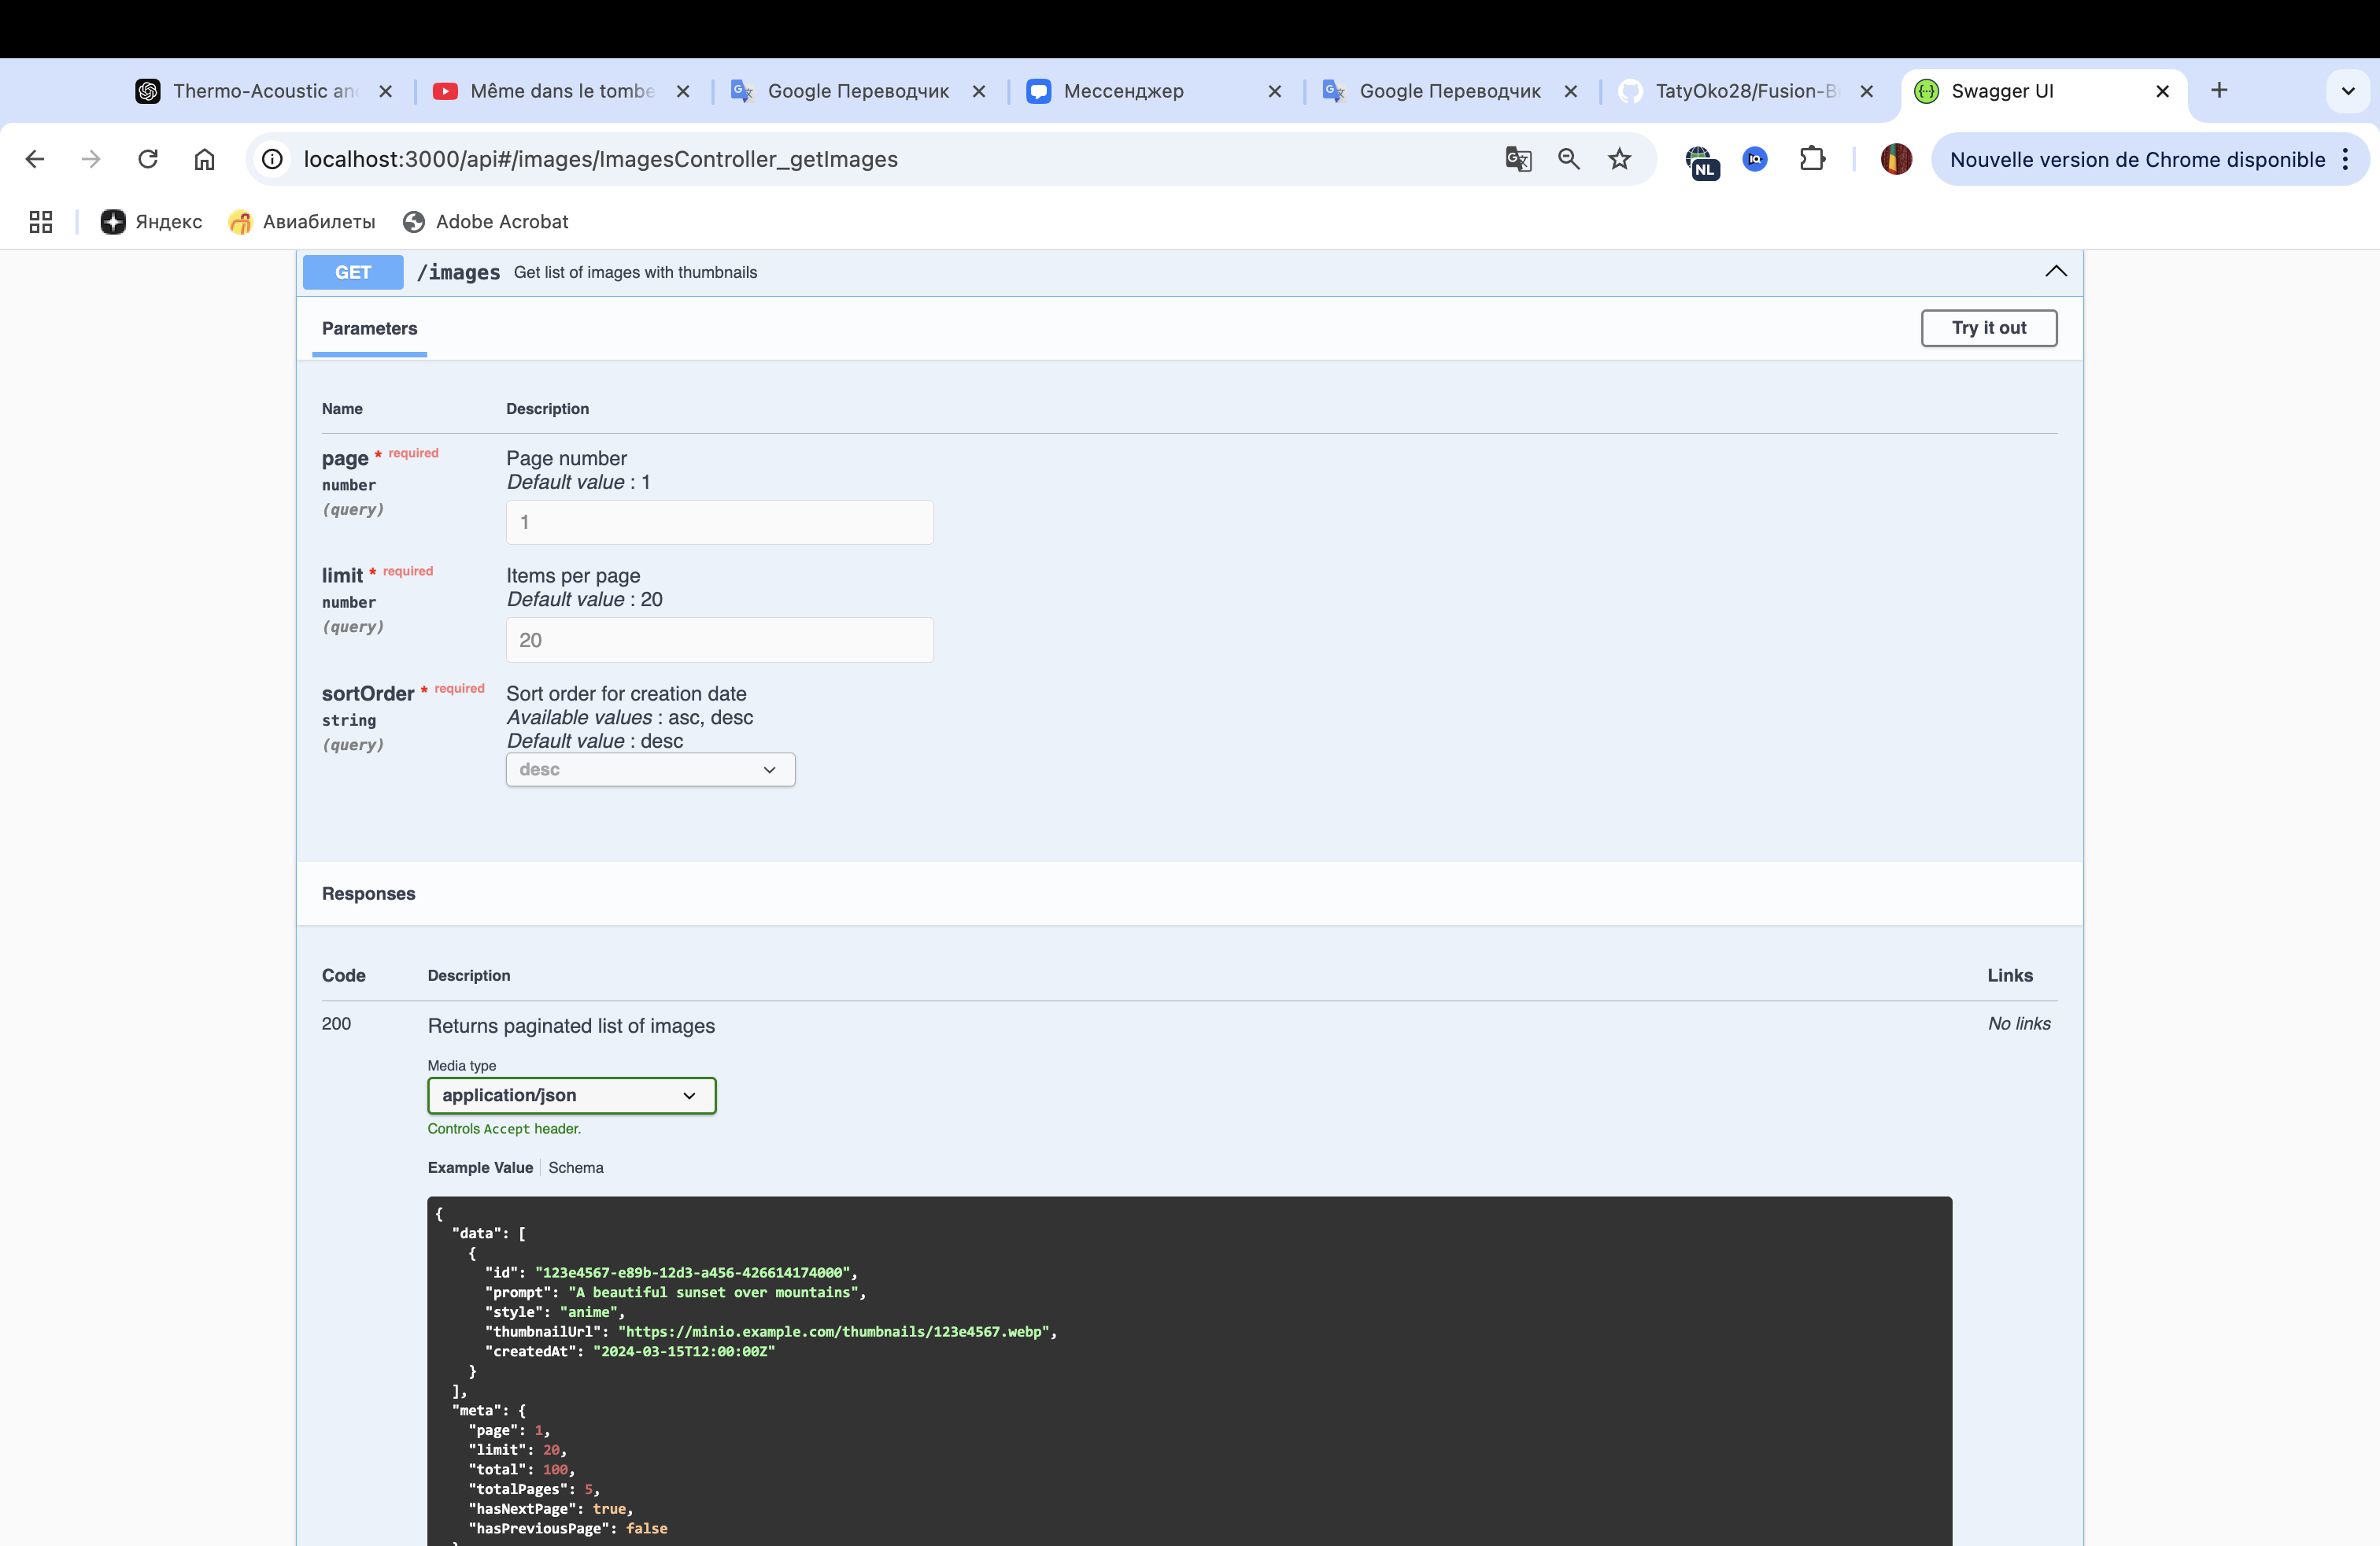 Thermo-Acoustic an
Même dans le tombe
Google Переводчик
Мессенджер
Google Переводчик
TatyOko28/Fusion-B
Swagger UI
localhost:3000/api#/images/ImagesController_getImages
NL
Nouvelle version de Chrome disponible
Яндекс
Авиабилеты
Adobe Acrobat
GET /images Get list of images with thumbnails
Parameters
Try it out
Name Description
page * required
number
(query)
Page number
Default value : 1
1
limit * required
number
(query)
Items per page
Default value : 20
20
sortOrder * required
string
(query)
Sort order for creation date
Available values : asc, desc
Default value : desc
desc
Responses
Code Description Links
200 Returns paginated list of images No links
Media type
application/json
Controls Accept header.
Example Value Schema
{
"data": [
{
"id": "123e4567-e89b-12d3-a456-426614174000",
"prompt": "A beautiful sunset over mountains",
"style": "anime",
"thumbnailUrl": "https://minio.example.com/thumbnails/123e4567.webp",
"createdAt": "2024-03-15T12:00:00Z"
}
],
"meta": {
"page": 1,
"limit": 20,
"total": 100,
"totalPages": 5,
"hasNextPage": true,
"hasPreviousPage": false